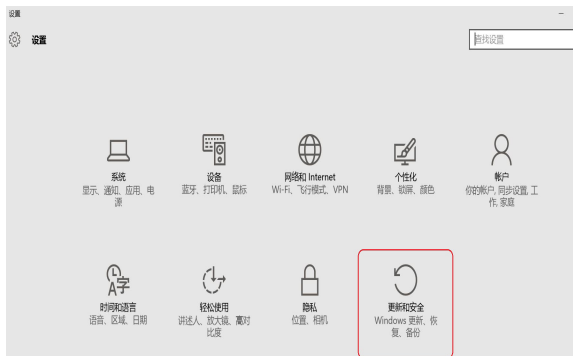 设置
设置
查找设置
系统
显示、通知、应用、电
源
设备
蓝牙、打印机、鼠标
网络和 Internet
Wi-Fi、飞行模式、VPN
个性化
背景、锁屏、颜色
帐户
你的帐户, 同步设置, 工
作, 家庭
时间和语言
语音、区域、日期
轻松使用
讲述人、放大镜、高对
比度
隐私
位置、相机
更新和安全
Windows 更新、恢
复、备份